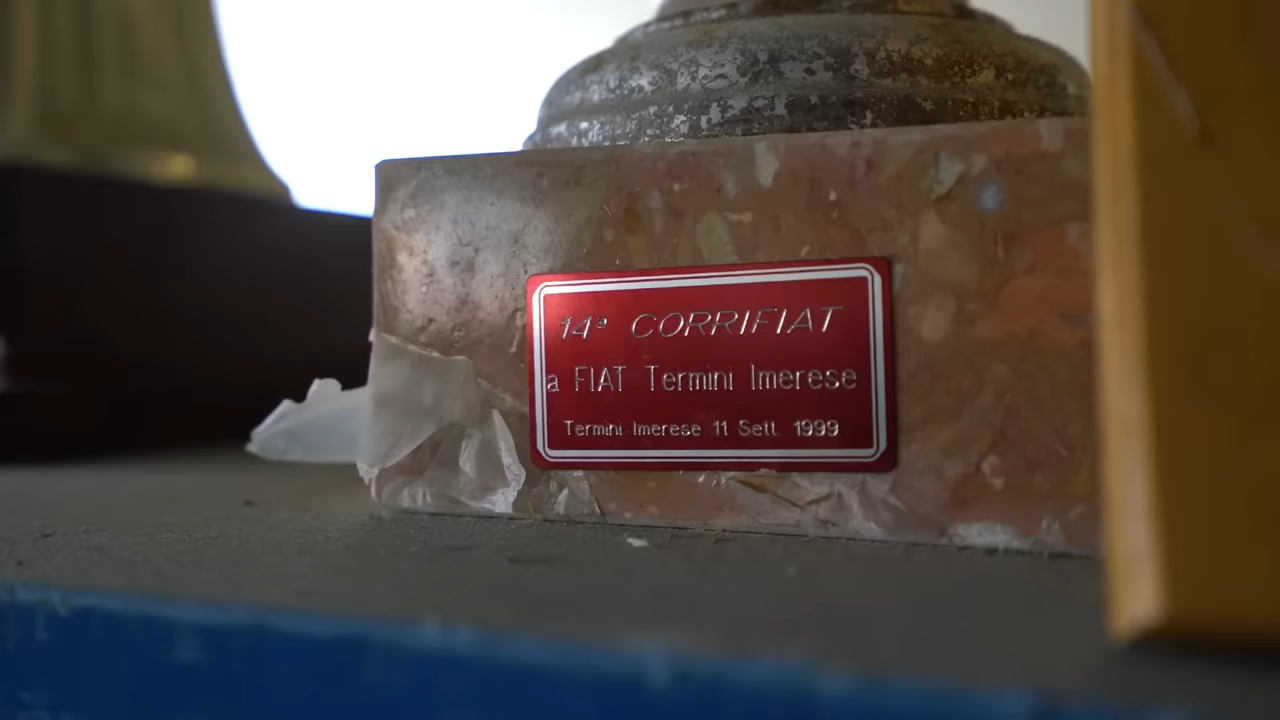 14ª CORRIFIAT
a FIAT Termini Imerese
Termini Imerese 11 Sett. 1999